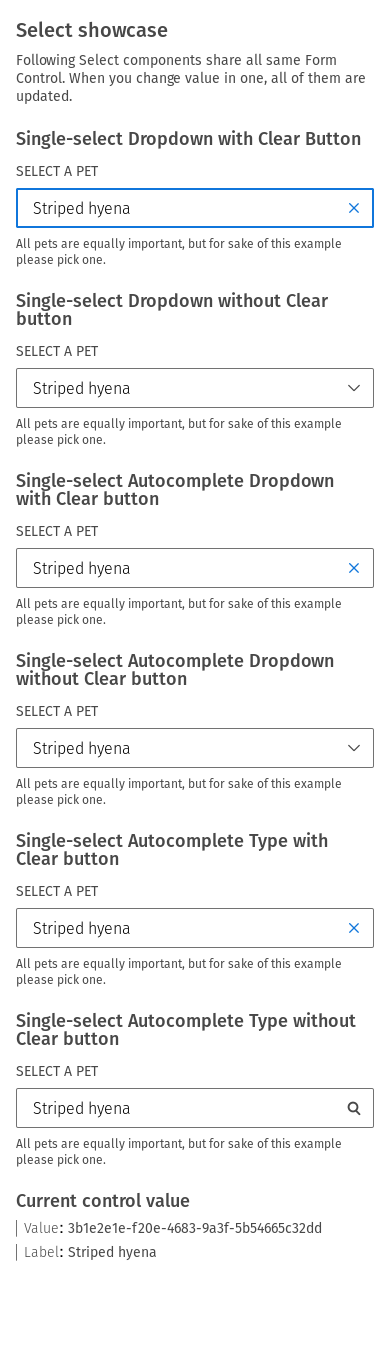 Select showcase
Following Select components share all same Form
Control. When you change value in one, all of them are
updated.
Single-select Dropdown with Clear Button
SELECT A PET
Striped hyena
All pets are equally important, but for sake of this example
please pick one.
Single-select Dropdown without Clear
button
SELECT A PET
Striped hyena
All pets are equally important, but for sake of this example
please pick one.
Single-select Autocomplete Dropdown
with Clear button
SELECT A PET
Striped hyena
All pets are equally important, but for sake of this example
please pick one.
Single-select Autocomplete Dropdown
without Clear button
SELECT A PET
Striped hyena
All pets are equally important, but for sake of this example
please pick one.
Single-select Autocomplete Type with
Clear button
SELECT A PET
Striped hyena
All pets are equally important, but for sake of this example
please pick one.
Single-select Autocomplete Type without
Clear button
SELECT A PET
Striped hyena
All pets are equally important, but for sake of this example
please pick one.
Current control value
Value: 3b1e2e1e-f20e-4683-9a3f-5b54665c32dd
Label: Striped hyena